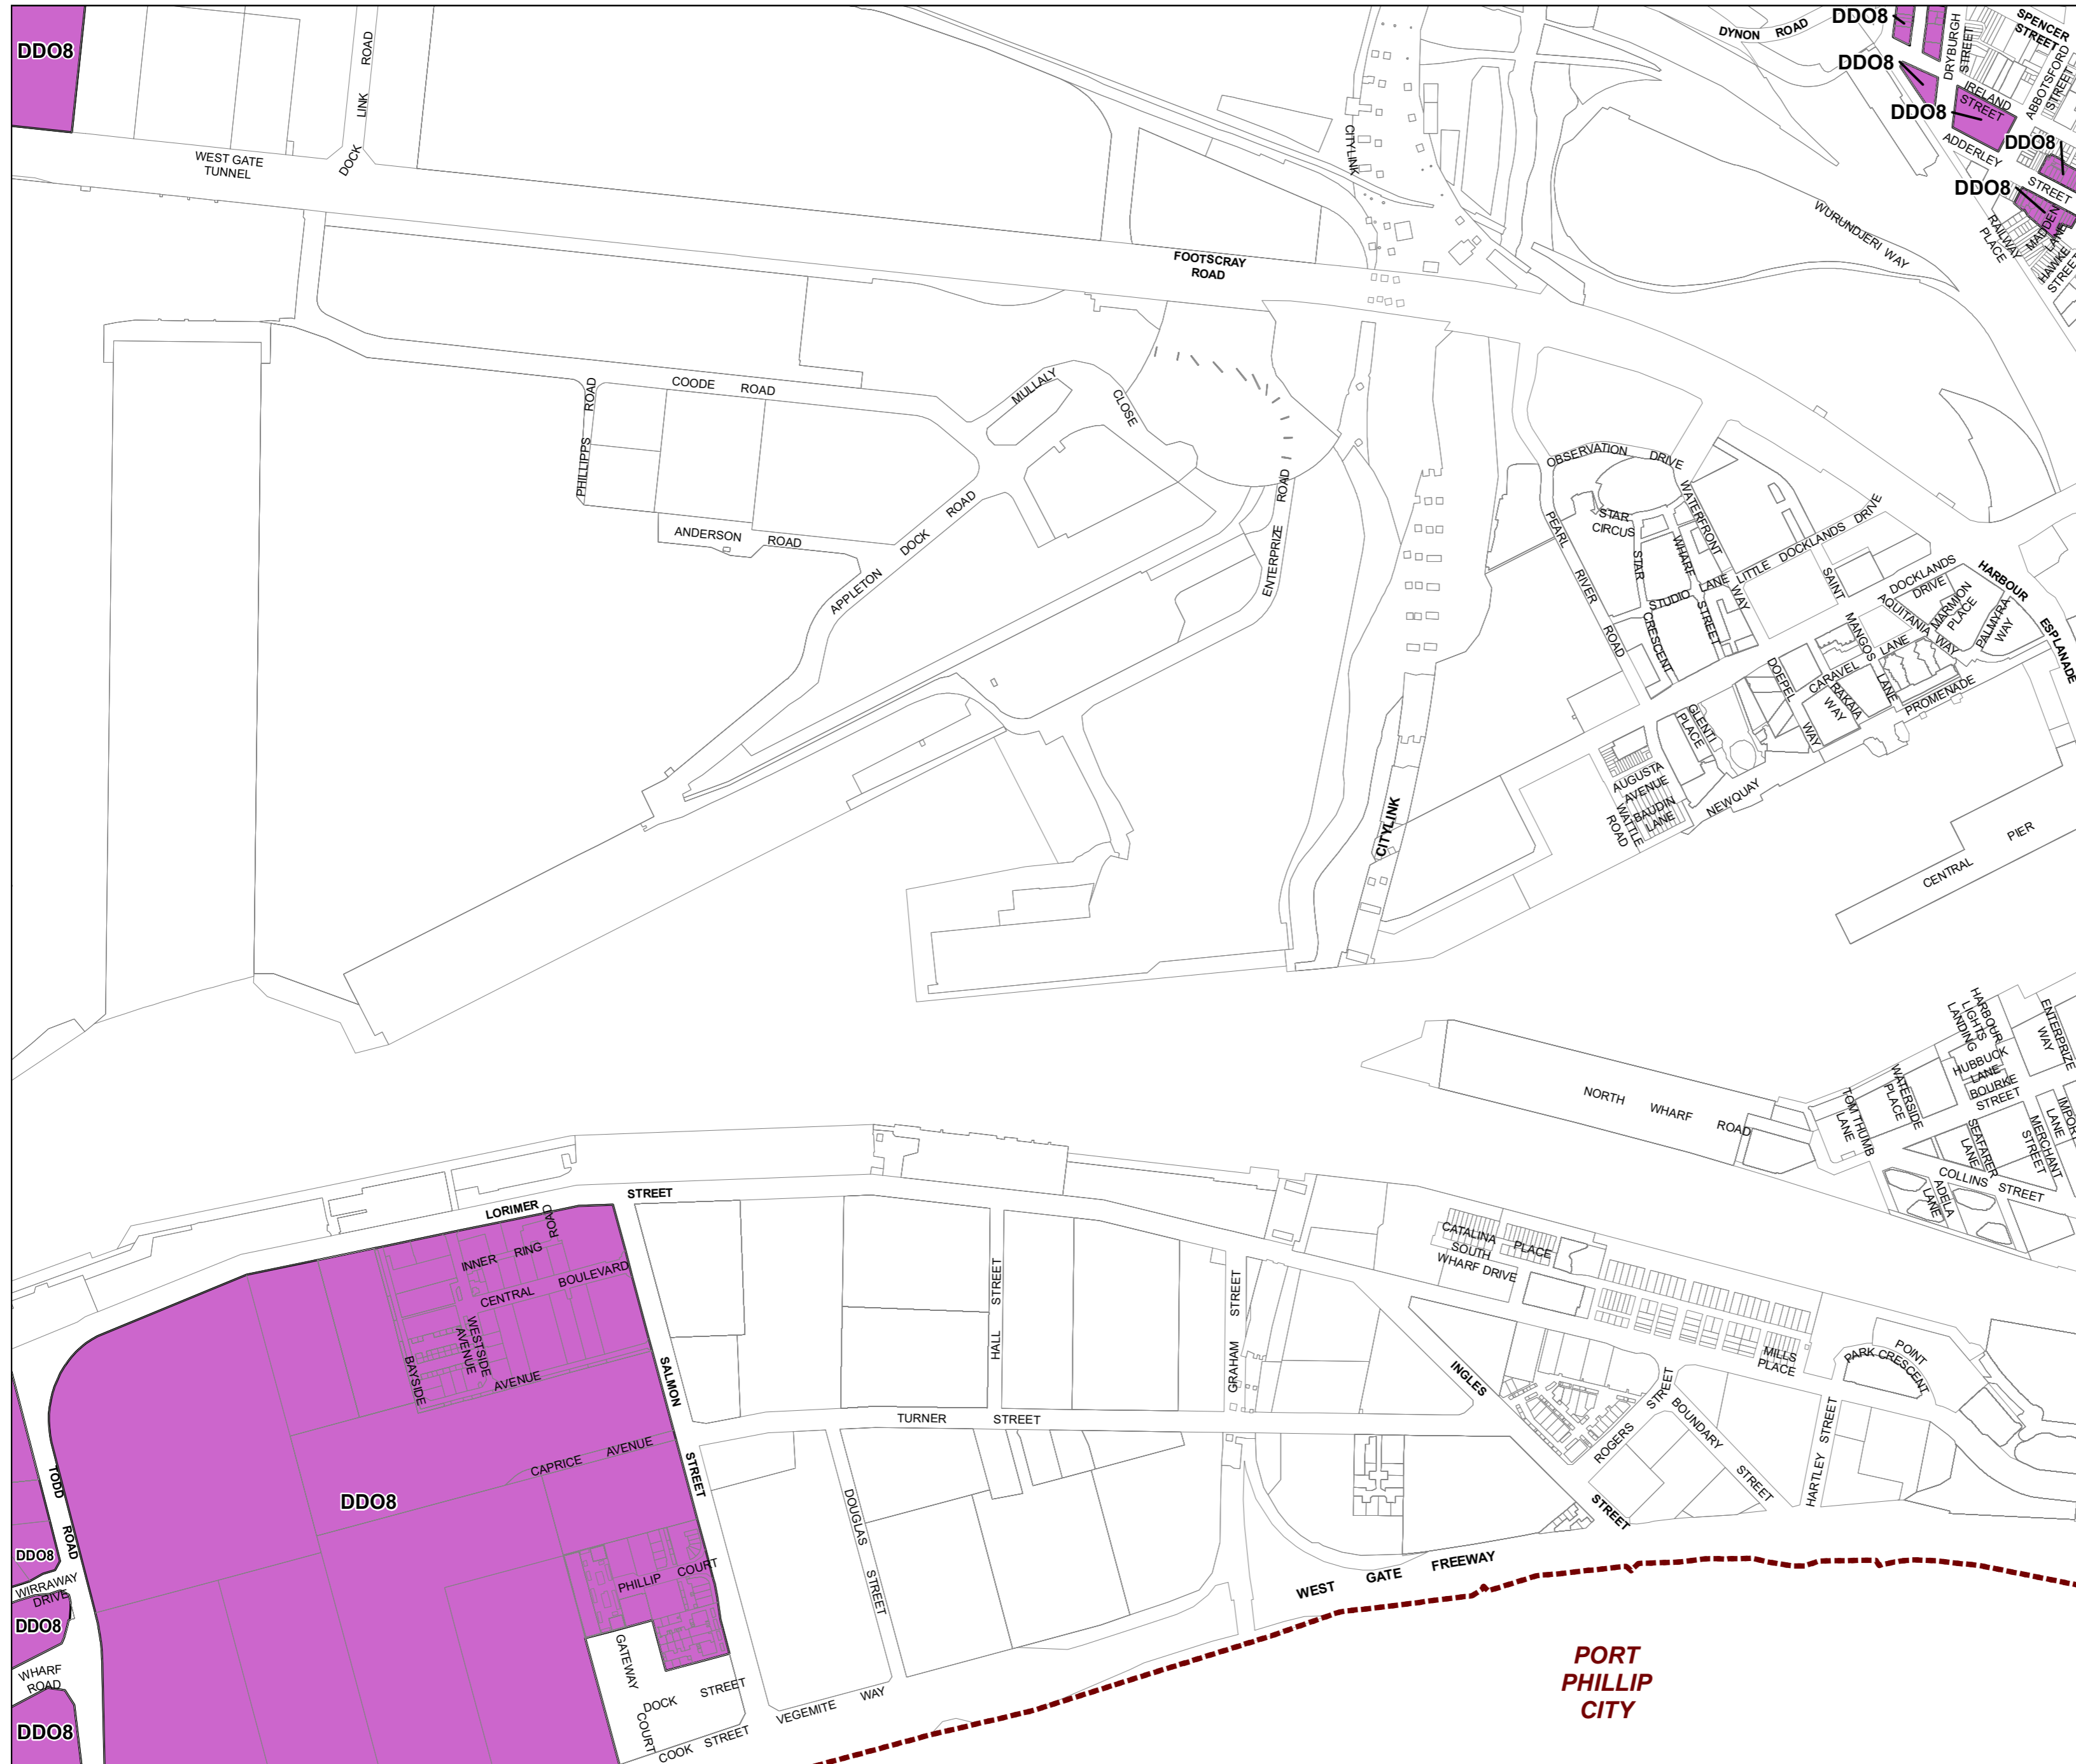 DDO8
LINK ROAD
DOCK
WEST GATE
TUNNEL
CITYLINK
DYNON ROAD
DDO8
DDO8
DDO8
DDO8
DDO8
SPENCER
STREET
DRYBURGH
STREET
ABBOTSFORD
STREET
IRELAND
STREET
ADDERLEY
STREET
RAILWAY
PLACE
MADDEN
LANE
HAWKE
STREET
WURUNDJERI WAY
FOOTSCRAY
ROAD
COODE ROAD
PHILLIPPS ROAD
MULLALY
CLOSE
ANDERSON ROAD
APPLETON DOCK ROAD
ENTERPRIZE ROAD
OBSERVATION DRIVE
STAR
CIRCUS
WATERFRONT
WAY
PEARL RIVER ROAD
STAR
CRESCENT
WHARF
STREET
STUDIO LANE
LITTLE DOCKLANDS DRIVE
SAINT
MANGOS
LANE
DOCKLANDS
DRIVE
HARBOUR
ESPLANADE
AQUITANIA WAY
MARMION
PLACE
PALMYRA
WAY
DOEPEL
WAY
CARAVEL LANE
RAKAIA
WAY
PROMENADE
GLENTI
PLACE
NEWQUAY
AUGUSTA
AVENUE
BAUDIN
LANE
WATTLE
ROAD
CITYLINK
CENTRAL PIER
HARBOUR
LIGHTS
LANDING
ENTERPRIZE
WAY
HUBBUCK
LANE
BOURKE
STREET
WATERSIDE
PLACE
TOM THUMB
LANE
SEAFARER
LANE
MERCHANT
STREET
IMPORT
LANE
COLLINS STREET
ADELA
LANE
NORTH WHARF ROAD
LORIMER
STREET
INNER RING
ROAD
CENTRAL BOULEVARD
WESTSIDE
AVENUE
BAYSIDE
AVENUE
SALMON
STREET
HALL STREET
GRAHAM STREET
TURNER STREET
CATALINA
PLACE
SOUTH
WHARF DRIVE
INGLES
STREET
MILLS
PLACE
POINT
PARK CRESCENT
ROGERS STREET
BOUNDARY
STREET
HARTLEY STREET
TODD
ROAD
CAPRICE AVENUE
DDO8
DOUGLAS
STREET
DDO8
WIRRAWAY
DRIVE
DDO8
PHILLIP COURT
WEST GATE FREEWAY
WHARF
ROAD
DDO8
GATEWAY
COURT
DOCK STREET
COOK STREET
VEGEMITE WAY
PORT
PHILLIP
CITY